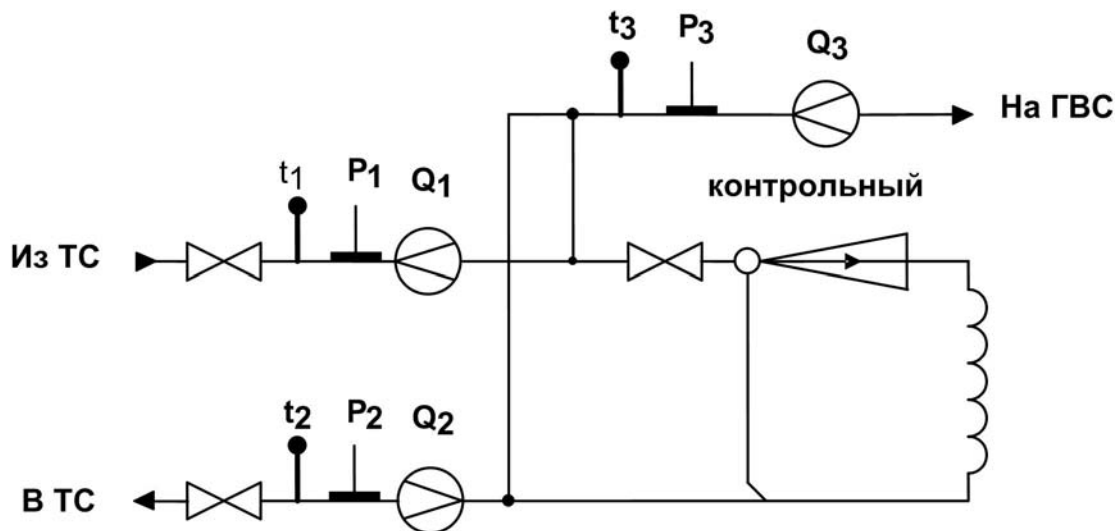 t3 P3 Q3
На ГВС
контрольный
t1 P1 Q1
Из ТС
t2 P2 Q2
В ТС